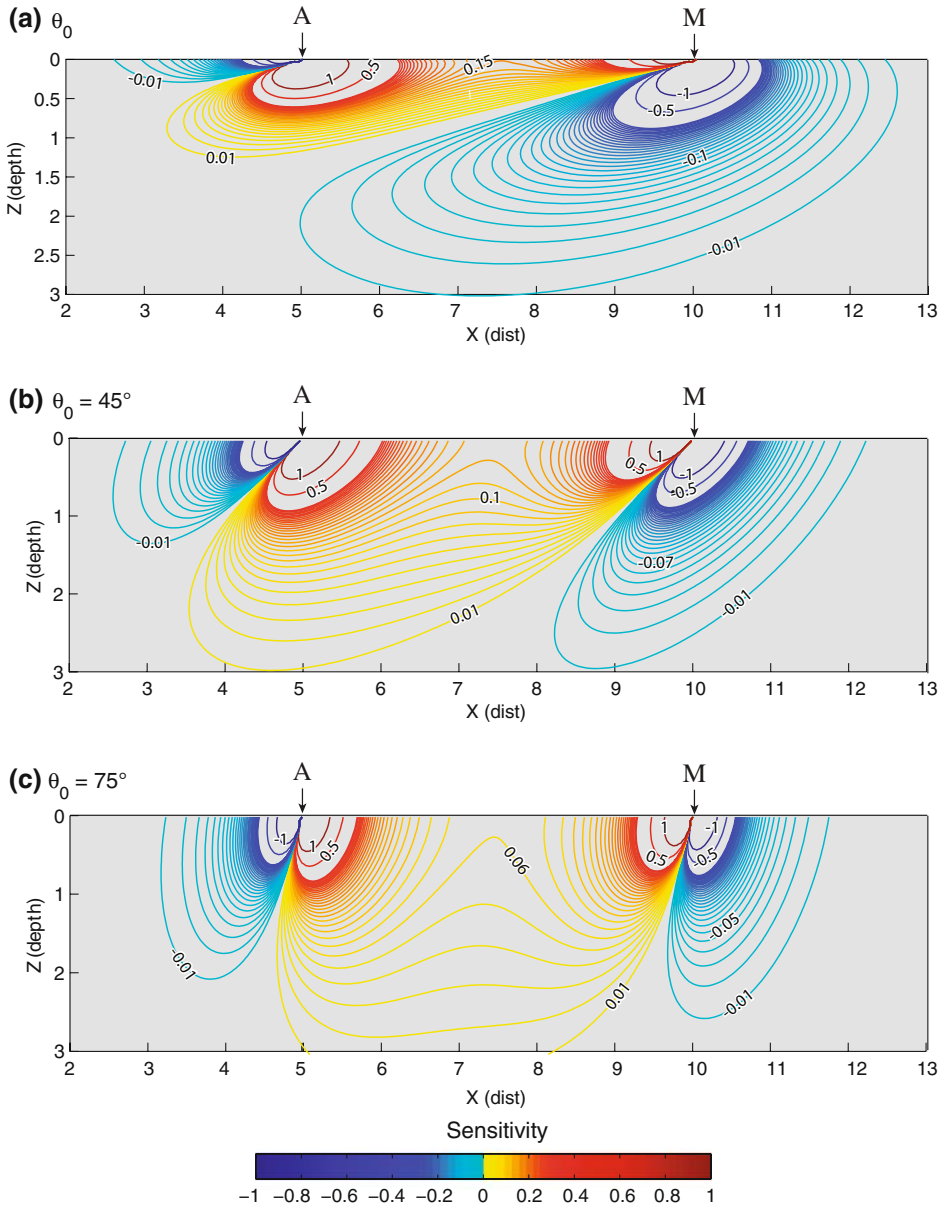 (a) θ0
A M
-0.01 1 0.5 0.15 -1 -0.5 -0.1 0.01 -0.01
0 0.5 1 1.5 2 2.5 3
Z (depth)
2 3 4 5 6 7 8 9 10 11 12 13
X (dist)
(b) θ0 = 45°
A M
-0.01 1 0.5 0.1 0.5 1 -1 -0.5 -0.07 0.01 -0.01
0 1 2 3
Z (depth)
2 3 4 5 6 7 8 9 10 11 12 13
X (dist)
(c) θ0 = 75°
A M
-1 1 0.5 0.06 1 0.5 -1 -0.5 -0.05 -0.01 0.01 -0.01
0 1 2 3
Z (depth)
2 3 4 5 6 7 8 9 10 11 12 13
X (dist)
Sensitivity
−1 −0.8 −0.6 −0.4 −0.2 0 0.2 0.4 0.6 0.8 1